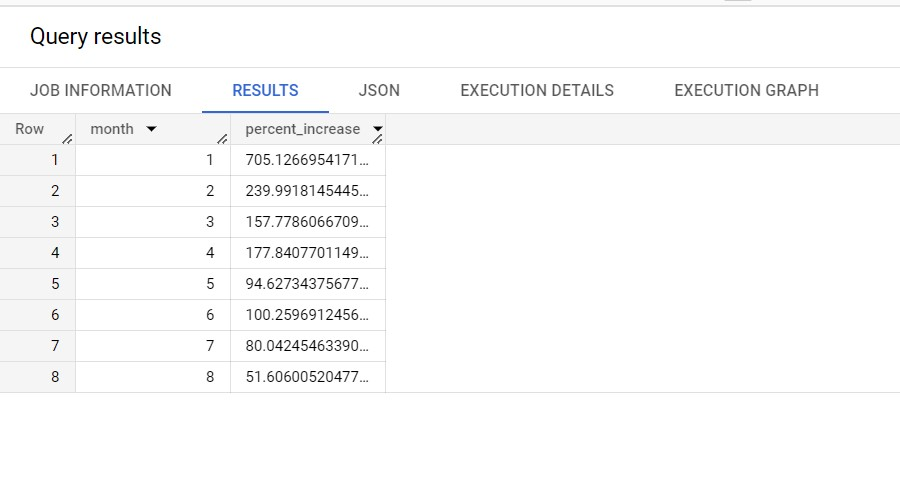 Query results
JOB INFORMATION RESULTS JSON EXECUTION DETAILS EXECUTION GRAPH
Row month percent_increase
1 1 705.1266954171...
2 2 239.9918145445...
3 3 157.7786066709...
4 4 177.8407701149...
5 5 94.62734375677...
6 6 100.2596912456...
7 7 80.04245463390...
8 8 51.60600520477...